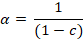 α = 1/(1 − c)